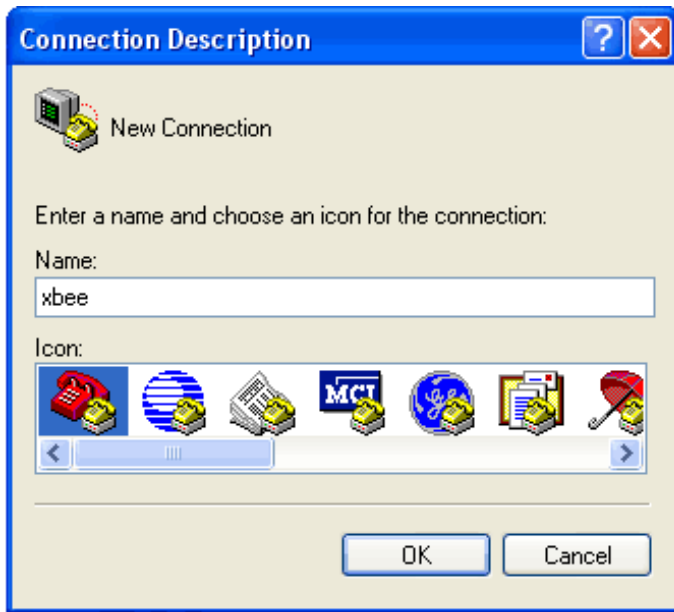 Connection Description
New Connection
Enter a name and choose an icon for the connection:
Name:
xbee
Icon:
MCI
OK Cancel